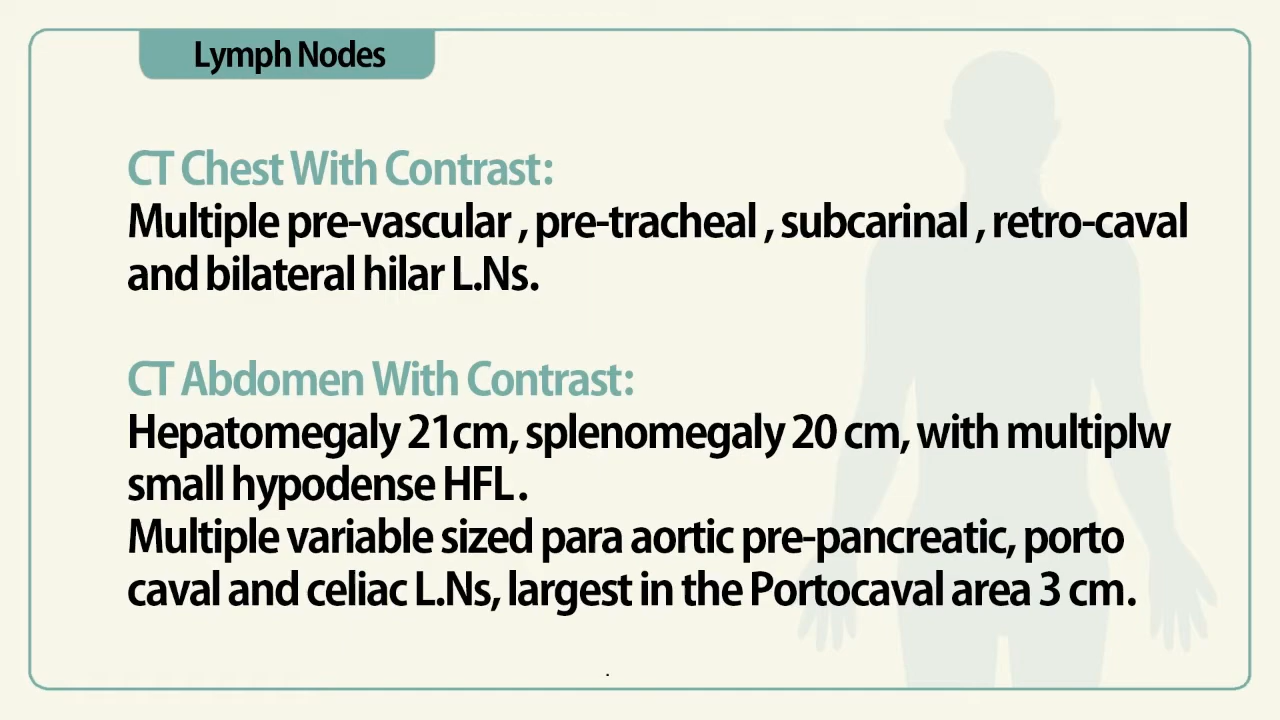 Lymph Nodes
CT Chest With Contrast:
Multiple pre-vascular , pre-tracheal , subcarinal , retro-caval
and bilateral hilar L.Ns.
CT Abdomen With Contrast:
Hepatomegaly 21cm, splenomegaly 20 cm, with multiplw
small hypodense HFL .
Multiple variable sized para aortic pre-pancreatic, porto
caval and celiac L.Ns, largest in the Portocaval area 3 cm.
.